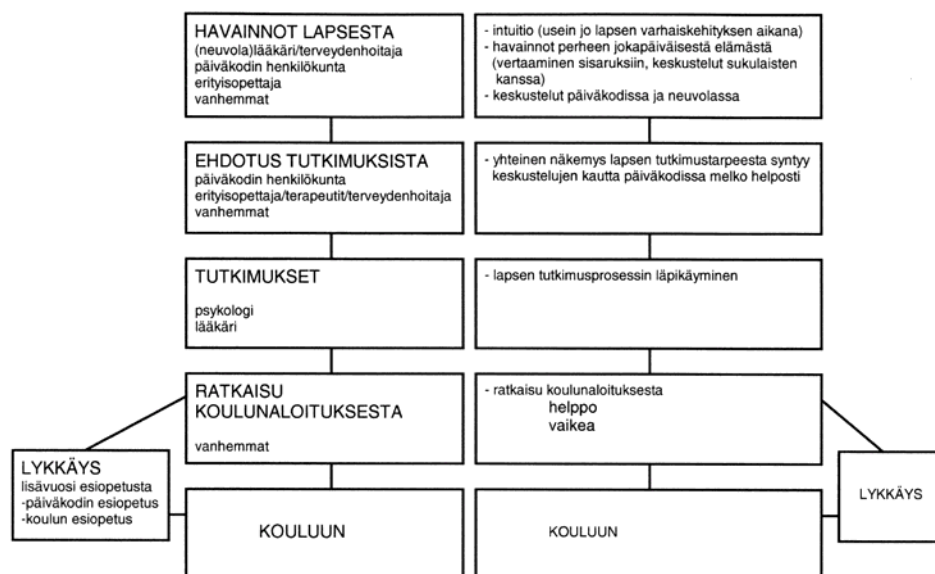 HAVAINNOT LAPSESTA
(neuvola)lääkäri/terveydenhoitaja
päiväkodin henkilökunta
erityisopettaja
vanhemmat
- intuitio (usein jo lapsen varhaiskehityksen aikana)
- havainnot perheen jokapäiväisestä elämästä
(vertaaminen sisaruksiin, keskustelut sukulaisten
kanssa)
- keskustelut päiväkodissa ja neuvolassa
EHDOTUS TUTKIMUKSISTA
päiväkodin henkilökunta
erityisopettaja/terapeutit/terveydenhoitaja
vanhemmat
- yhteinen näkemys lapsen tutkimustarpeesta syntyy
keskustelujen kautta päiväkodissa melko helposti
TUTKIMUKSET
psykologi
lääkäri
- lapsen tutkimusprosessin läpikäyminen
RATKAISU
KOULUNALOITUKSESTA
vanhemmat
- ratkaisu koulunaloituksesta
helppo
vaikea
LYKKÄYS
lisävuosi esiopetusta
-päiväkodin esiopetus
-koulun esiopetus
LYKKÄYS
KOULUUN
KOULUUN